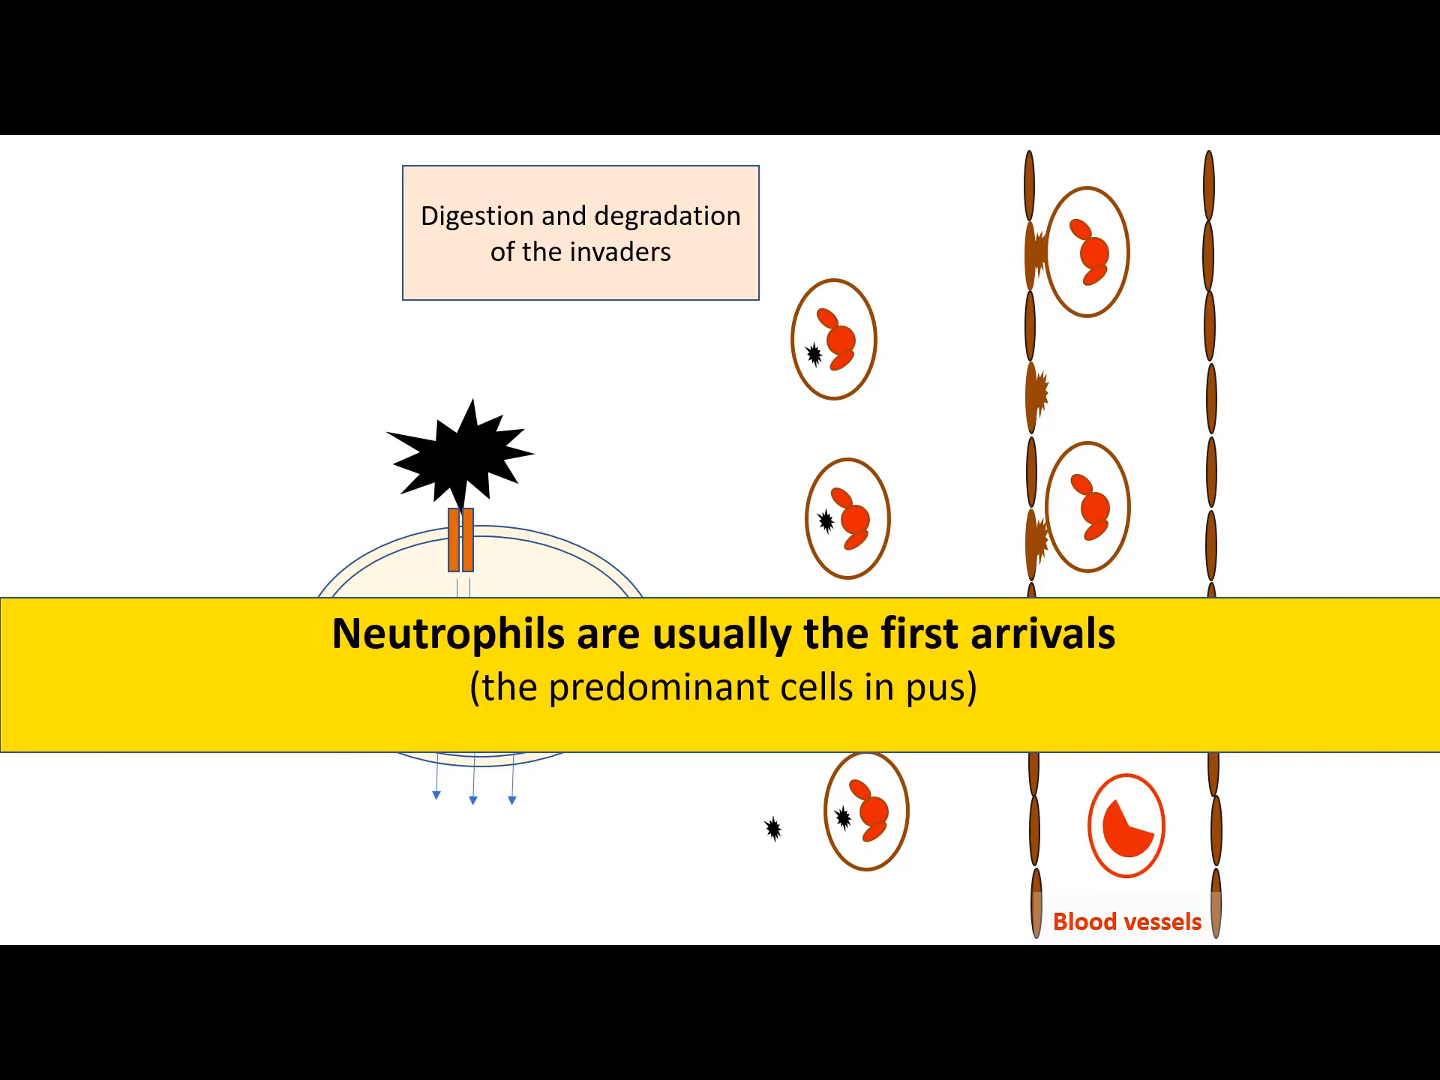 Digestion and degradation
of the invaders
Neutrophils are usually the first arrivals
(the predominant cells in pus)
Blood vessels